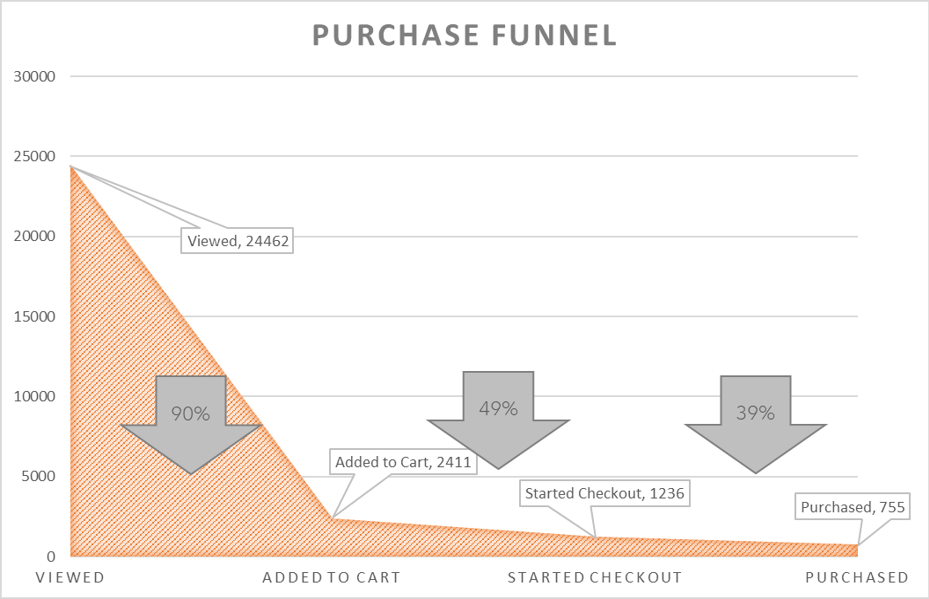 PURCHASE FUNNEL
30000
25000
20000
15000
10000
5000
0
Viewed, 24462
90%
49%
39%
Added to Cart, 2411
Started Checkout, 1236
Purchased, 755
VIEWED
ADDED TO CART
STARTED CHECKOUT
PURCHASED